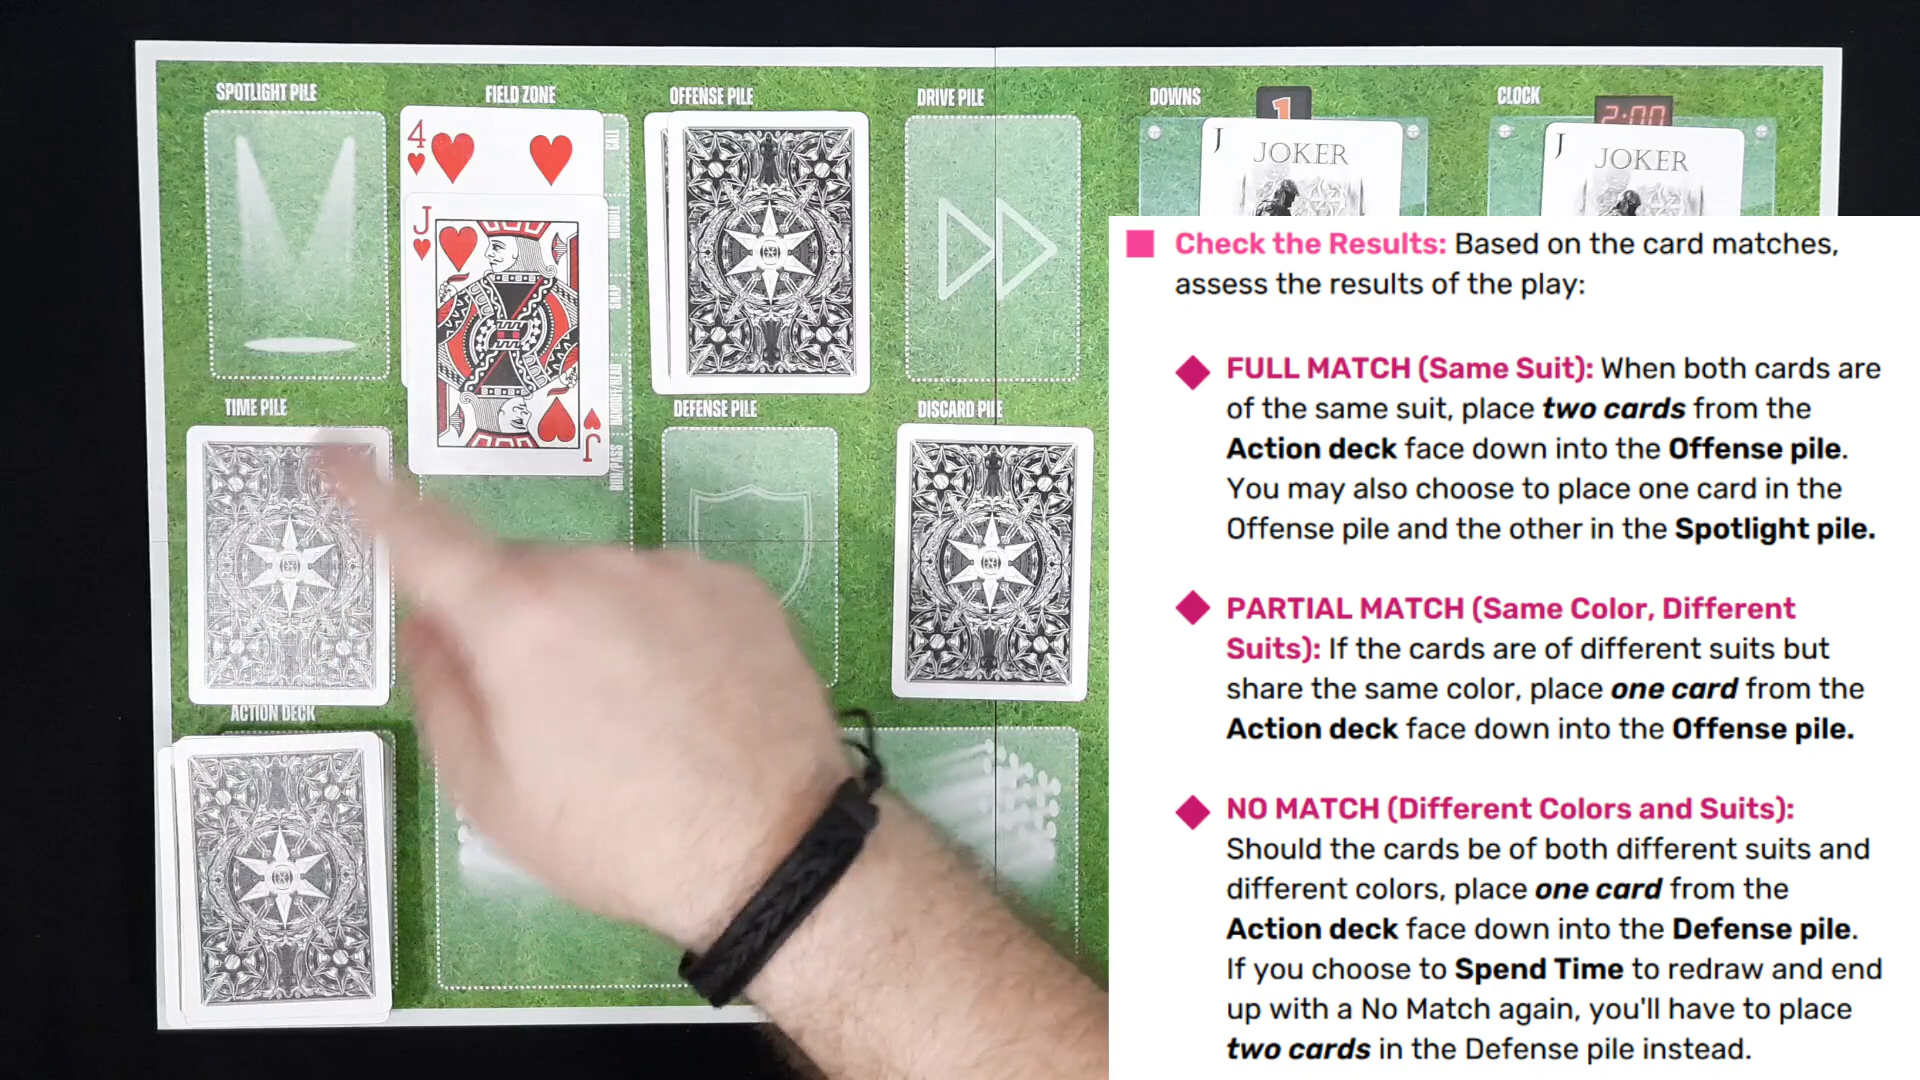 SPOTLIGHT PILE
FIELD ZONE
OFFENSE PILE
DRIVE PILE
DOWNS
1
CLOCK
2:00
4
J
J
J
JOKER
J
JOKER
CALL
HUDDLE
SNAP
HANDOFF/READ
RUN/PASS
TIME PILE
DEFENSE PILE
DISCARD PILE
ACTION DECK
Check the Results: Based on the card matches,
assess the results of the play:
FULL MATCH (Same Suit): When both cards are
of the same suit, place two cards from the
Action deck face down into the Offense pile.
You may also choose to place one card in the
Offense pile and the other in the Spotlight pile.
PARTIAL MATCH (Same Color, Different
Suits): If the cards are of different suits but
share the same color, place one card from the
Action deck face down into the Offense pile.
NO MATCH (Different Colors and Suits):
Should the cards be of both different suits and
different colors, place one card from the
Action deck face down into the Defense pile.
If you choose to Spend Time to redraw and end
up with a No Match again, you'll have to place
two cards in the Defense pile instead.